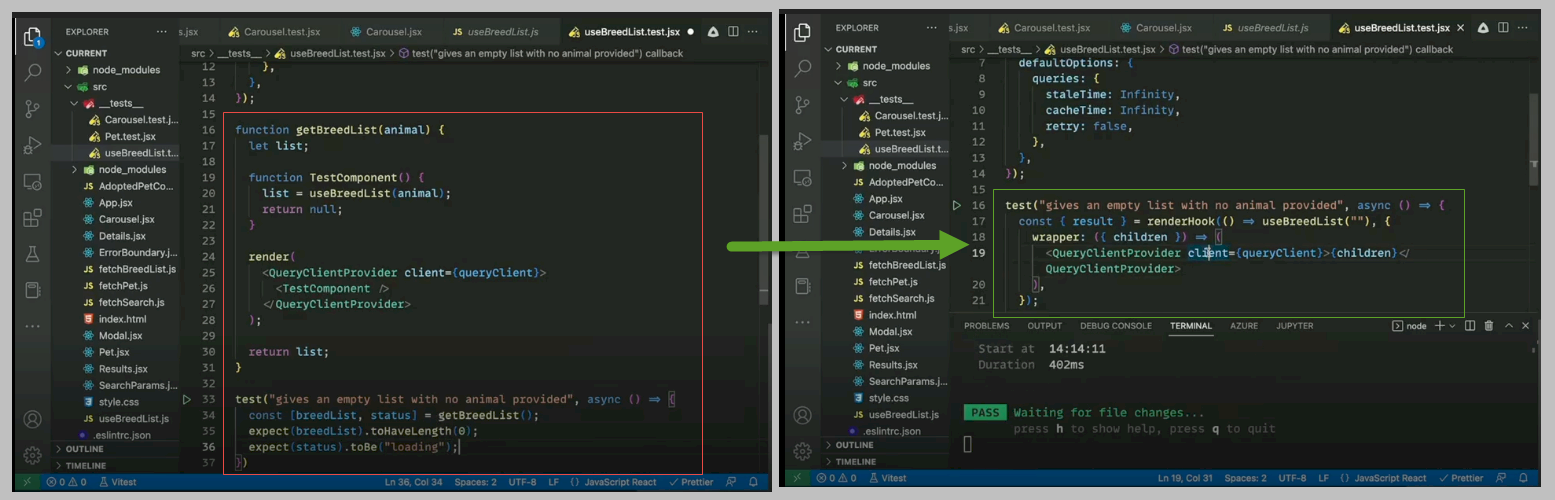 EXPLORER ...
CURRENT
node_modules
src
__tests__
Carousel.test.j...
Pet.test.jsx
useBreedList.t...
node_modules
JS AdoptedPetCo...
App.jsx
Carousel.jsx
Details.jsx
ErrorBoundary.j...
JS fetchBreedList.js
JS fetchPet.js
JS fetchSearch.js
index.html
Modal.jsx
Pet.jsx
Results.jsx
SearchParams.j...
style.css
JS useBreedList.js
.eslintrc.json
OUTLINE
TIMELINE
1
s.jsx Carousel.test.jsx Carousel.jsx JS useBreedList.js useBreedList.test.jsx ● ...
src > __tests__ > useBreedList.test.jsx > test("gives an empty list with no animal provided") callback
12 },
13 },
14 });
15
16 function getBreedList(animal) {
17 let list;
18
19 function TestComponent() {
20 list = useBreedList(animal);
21 return null;
22 }
23
24 render(
25 <QueryClientProvider client={queryClient}>
26 <TestComponent />
27 </QueryClientProvider>
28 );
29
30 return list;
31 }
32
33 test("gives an empty list with no animal provided", async () => {
34 const [breedList, status] = getBreedList();
35 expect(breedList).toHaveLength(0);
36 expect(status).toBe("loading");
37 })
0 0 Vitest Ln 36, Col 34 Spaces: 2 UTF-8 LF {} JavaScript React ✓ Prettier
EXPLORER ...
CURRENT
node_modules
src
__tests__
Carousel.test.j...
Pet.test.jsx
useBreedList.t...
node_modules
JS AdoptedPetCo...
App.jsx
Carousel.jsx
Details.jsx
JS fetchBreedList.js
JS fetchPet.js
JS fetchSearch.js
index.html
Modal.jsx
Pet.jsx
Results.jsx
SearchParams.j...
style.css
JS useBreedList.js
.eslintrc.json
OUTLINE
TIMELINE
s.jsx Carousel.test.jsx Carousel.jsx JS useBreedList.js useBreedList.test.jsx × ...
src > __tests__ > useBreedList.test.jsx > test("gives an empty list with no animal provided") callback
7 defaultOptions: {
8 queries: {
9 staleTime: Infinity,
10 cacheTime: Infinity,
11 retry: false,
12 },
13 },
14 });
15
16 test("gives an empty list with no animal provided", async () => {
17 const { result } = renderHook(() => useBreedList(""), {
18 wrapper: ({ children }) => (
19 <QueryClientProvider client={queryClient}>{children}</
QueryClientProvider>
20 ),
21 });
PROBLEMS OUTPUT DEBUG CONSOLE TERMINAL AZURE JUPYTER node
Start at 14:14:11
Duration 402ms
PASS Waiting for file changes...
press h to show help, press q to quit
0 0 Vitest Ln 19, Col 31 Spaces: 2 UTF-8 LF {} JavaScript React ✓ Prettier